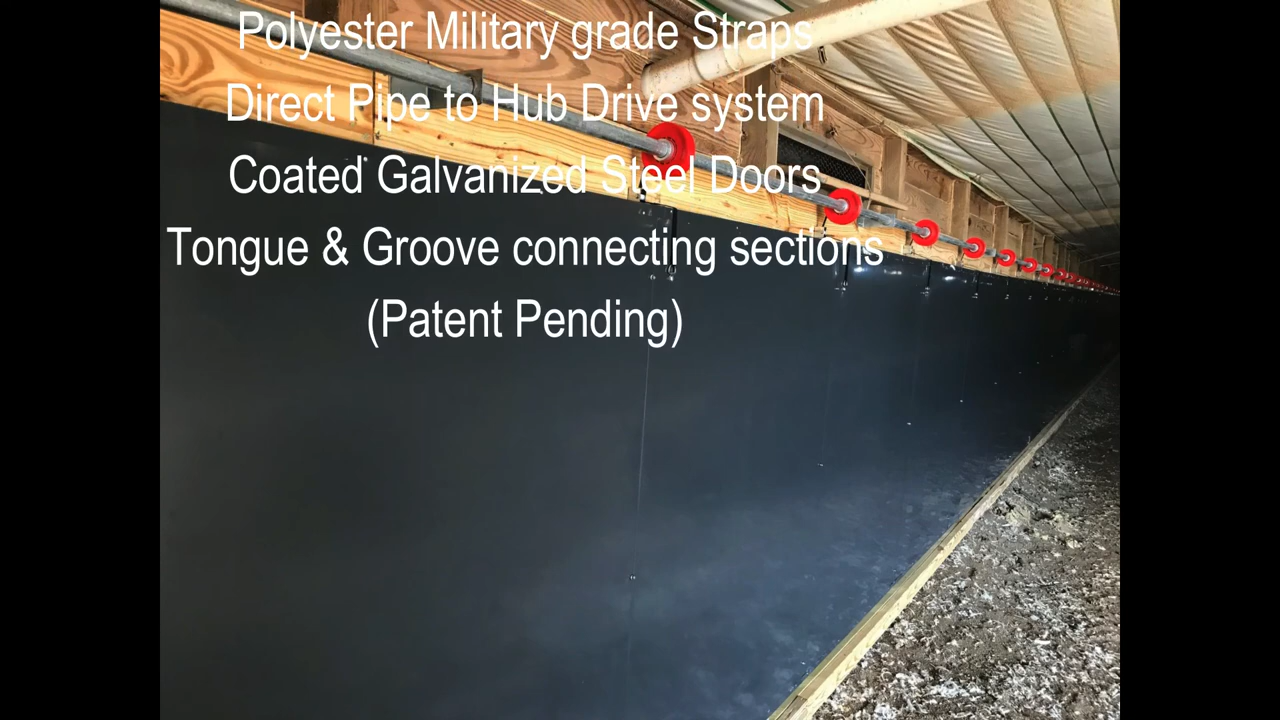 Polyester Military grade Straps
Direct Pipe to Hub Drive system
Coated Galvanized Steel Doors
Tongue & Groove connecting sections
(Patent Pending)